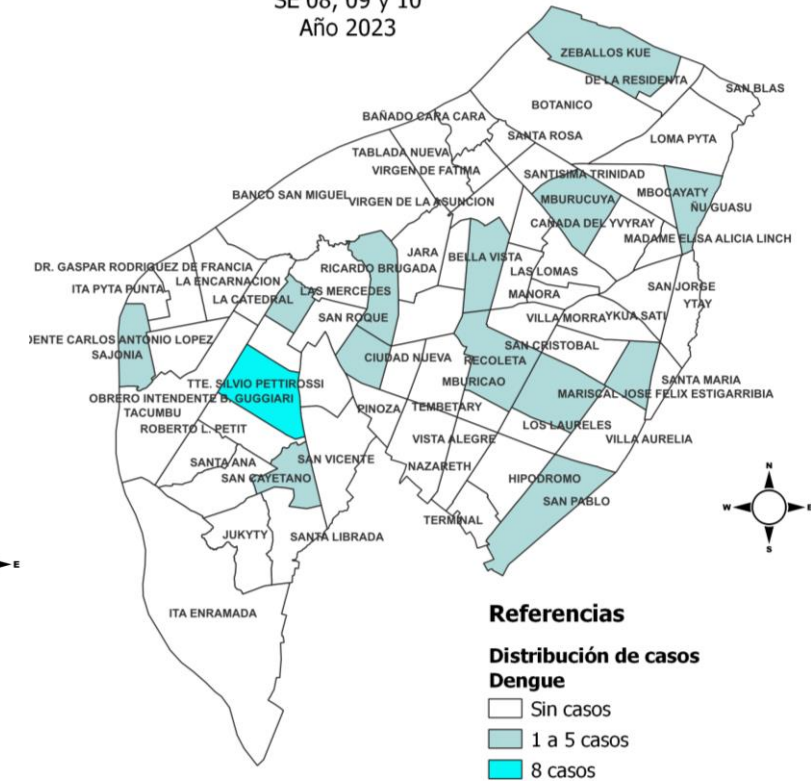 SE 08, 09 y 10
Año 2023
ZEBALLOS KUE
DE LA RESIDENTA
SAN BLAS
BOTANICO
BAÑADO CARA CARA
SANTA ROSA
LOMA PYTA
TABLADA NUEVA
VIRGEN DE FATIMA
SANTISIMA TRINIDAD
BANCO SAN MIGUEL
VIRGEN DE LA ASUNCION
MBURUCUYA
MBOCAYATY
ÑU GUASU
CAÑADA DEL YVYRAY
MADAME ELISA ALICIA LINCH
JARA
BELLA VISTA
DR. GASPAR RODRIGUEZ DE FRANCIA
RICARDO BRUGADA
LAS LOMAS
LA ENCARNACION
ITA PYTA PUNTA
LAS MERCEDES
LA CATEDRAL
MANORA
SAN JORGE
YTAY
SAN ROQUE
VILLA MORRA
YKUA SATI
DENTE CARLOS ANTONIO LOPEZ
SAJONIA
CIUDAD NUEVA
RECOLETA
SAN CRISTOBAL
TTE. SILVIO PETTIROSSI
MBURICAO
SANTA MARIA
OBRERO INTENDENTE B. GUGGIARI
MARISCAL JOSE FELIX ESTIGARRIBIA
TACUMBU
PINOZA
TEMBETARY
ROBERTO L. PETIT
LOS LAURELES
VISTA ALEGRE
VILLA AURELIA
SANTA ANA
SAN VICENTE
NAZARETH
SAN CAYETANO
HIPODROMO
SAN PABLO
TERMINAL
JUKYTY
SANTA LIBRADA
ITA ENRAMADA
N
W
E
S
E
Referencias
Distribución de casos
Dengue
Sin casos
1 a 5 casos
8 casos